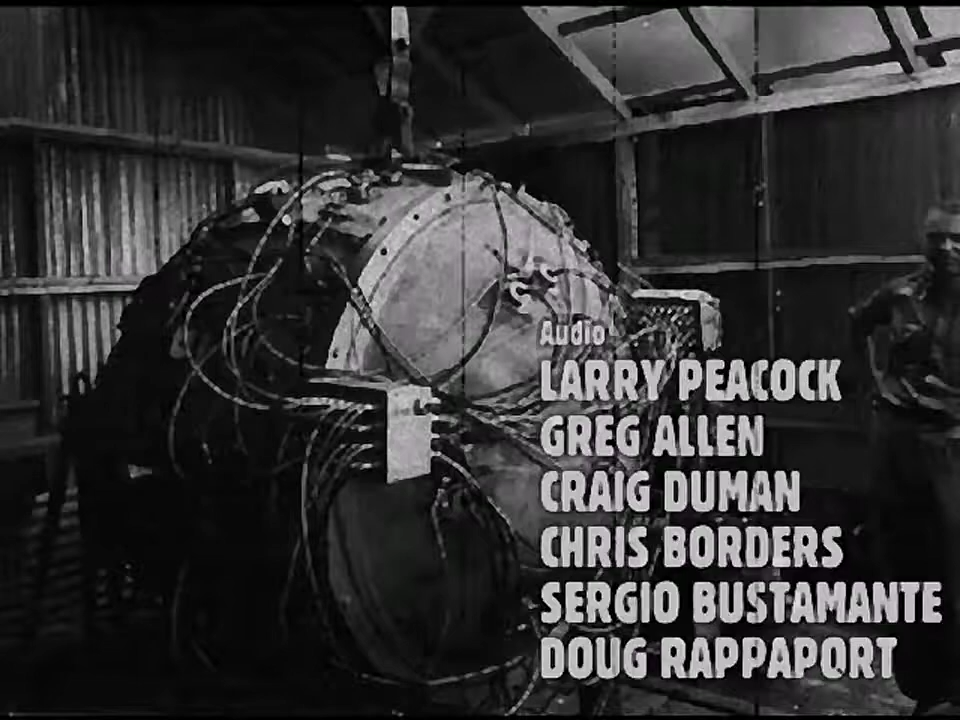 Audio
LARRY PEACOCK
GREG ALLEN
CRAIG DUMAN
CHRIS BORDERS
SERGIO BUSTAMANTE
DOUG RAPPAPORT